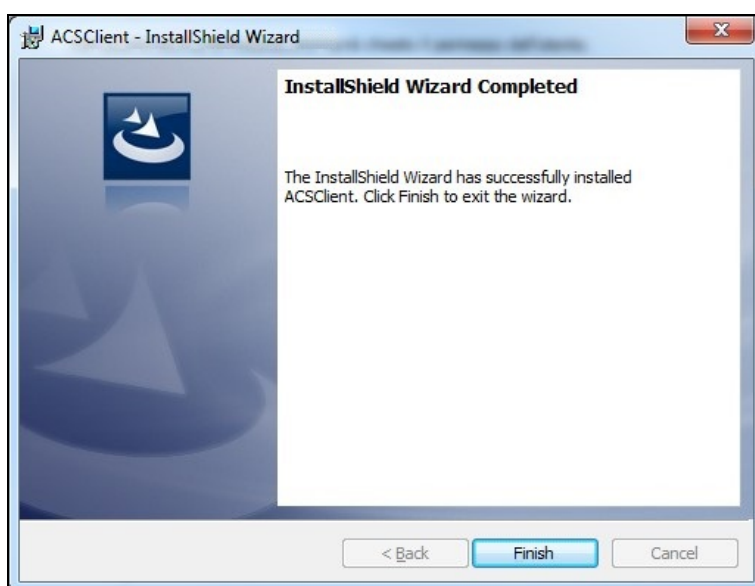 ACSClient - InstallShield Wizard
InstallShield Wizard Completed
The InstallShield Wizard has successfully installed
ACSClient. Click Finish to exit the wizard.
< Back
Finish
Cancel